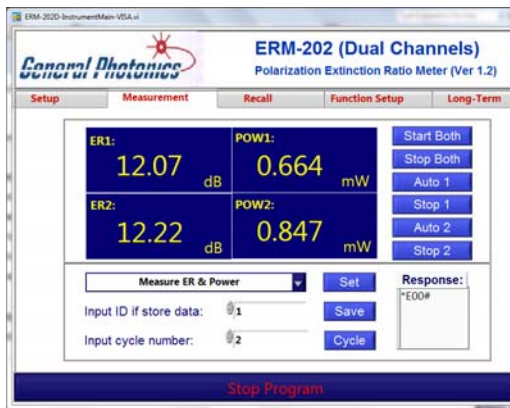 ERM-202D-InstrumentMain-VISA.vi
General Photonics
ERM-202 (Dual Channels)
Polarization Extinction Ratio Meter (Ver 1.2)
Setup Measurement Recall Function Setup Long-Term
ER1: 12.07 dB POW1: 0.664 mW
ER2: 12.22 dB POW2: 0.847 mW
Start Both
Stop Both
Auto 1
Stop 1
Auto 2
Stop 2
Measure ER & Power Set Response:
*E00#
Input ID if store data: 1 Save
Input cycle number: 2 Cycle
Stop Program